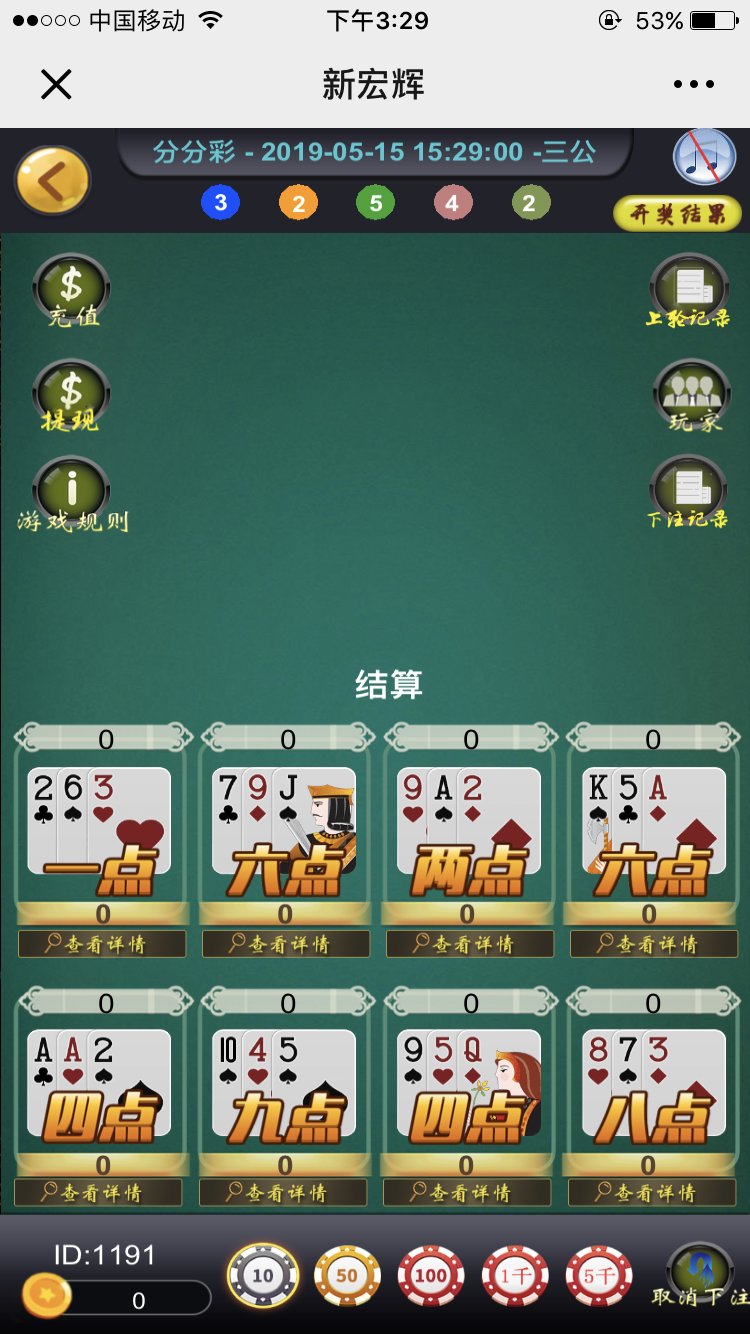 中国移动 下午3:29 53%
新宏辉
分分彩 - 2019-05-15 15:29:00 -三公
3 2 5 4 2
开奖结果
充值
上轮记录
提现
玩家
游戏规则
下注记录
结算
0 0 0 0
2 6 3 7 9 J 9 A 2 K 5 A
一点 六点 两点 六点
0 0 0 0
查看详情 查看详情 查看详情 查看详情
0 0 0 0
A A 2 10 4 5 9 5 Q 8 7 3
四点 九点 四点 八点
0 0 0 0
查看详情 查看详情 查看详情 查看详情
ID:1191
10 50 100 1千 5千
0
取消下注